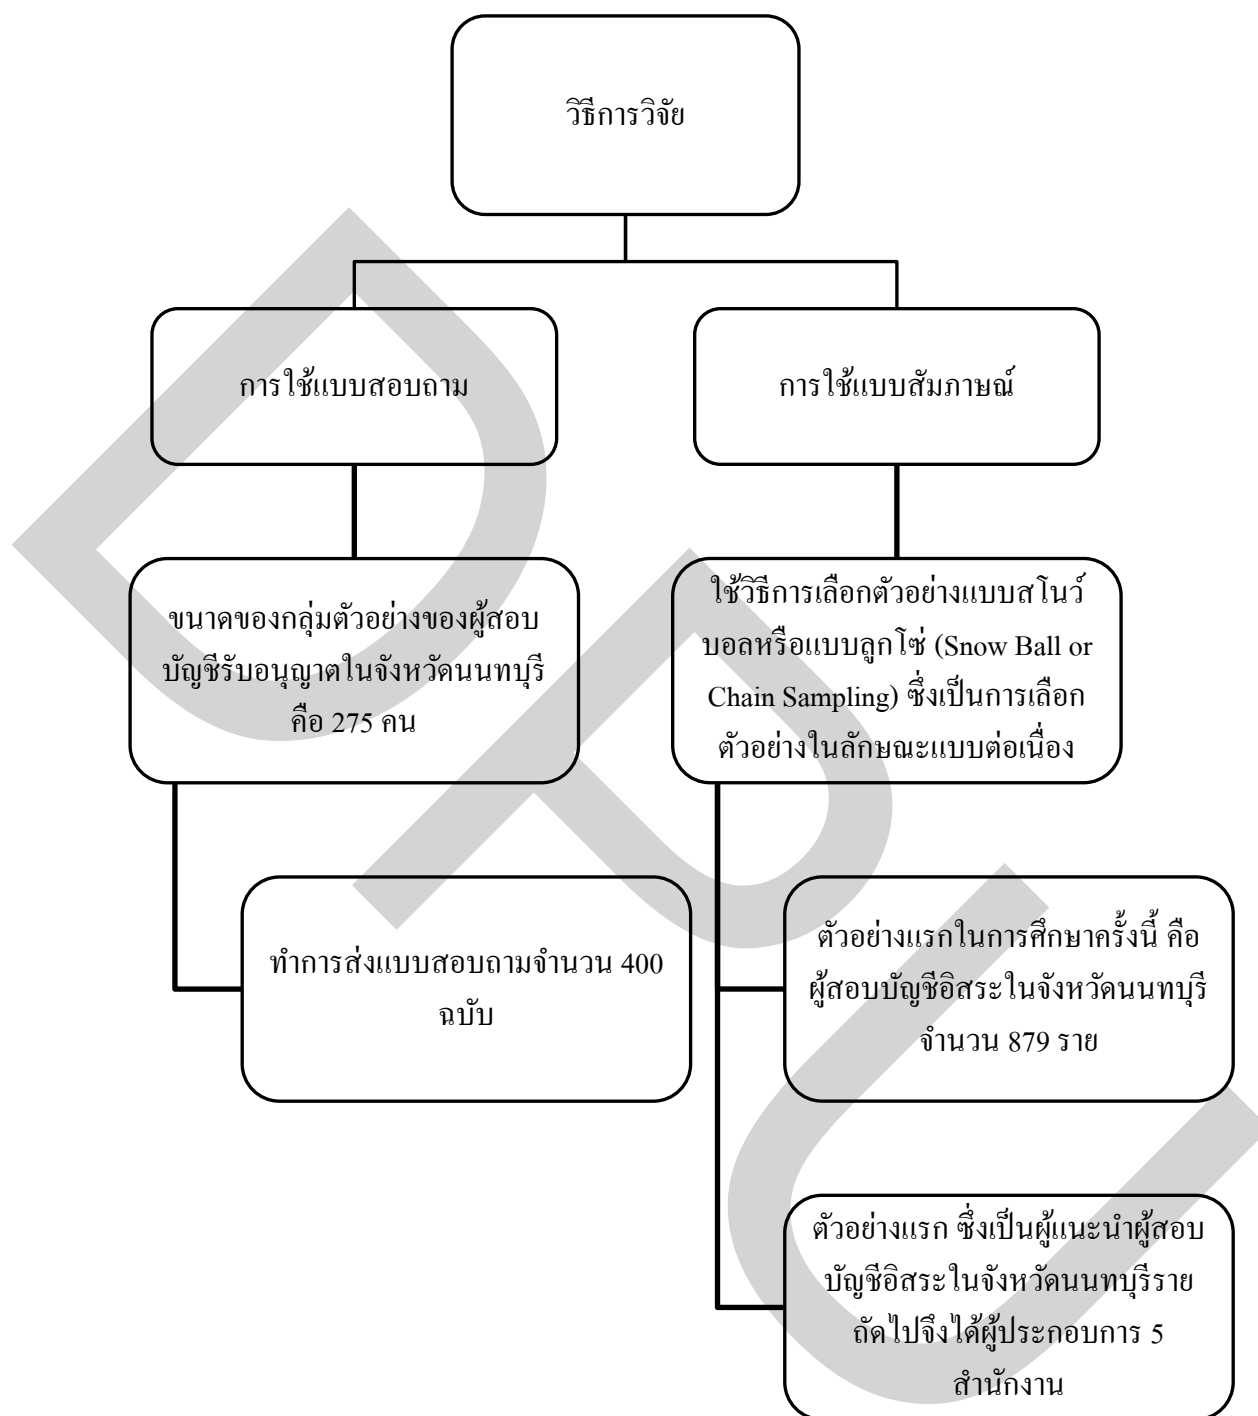 วิธีการวิจัย
การใช้แบบสอบถาม
ขนาดของกลุ่มตัวอย่างของผู้สอบ
บัญชีรับอนุญาตในจังหวัดนนทบุรี
คือ 275 คน
ทำการส่งแบบสอบถามจำนวน 400
ฉบับ
การใช้แบบสัมภาษณ์
ใช้วิธีการเลือกตัวอย่างแบบสโนว์
บอลหรือแบบลูกโซ่ (Snow Ball or
Chain Sampling) ซึ่งเป็นการเลือก
ตัวอย่างในลักษณะแบบต่อเนื่อง
ตัวอย่างแรกในการศึกษาครั้งนี้ คือ
ผู้สอบบัญชีอิสระในจังหวัดนนทบุรี
จำนวน 879 ราย
ตัวอย่างแรก ซึ่งเป็นผู้แนะนำผู้สอบ
บัญชีอิสระในจังหวัดนนทบุรีราย
ถัดไปจึงได้ผู้ประกอบการ 5
สำนักงาน
DPU